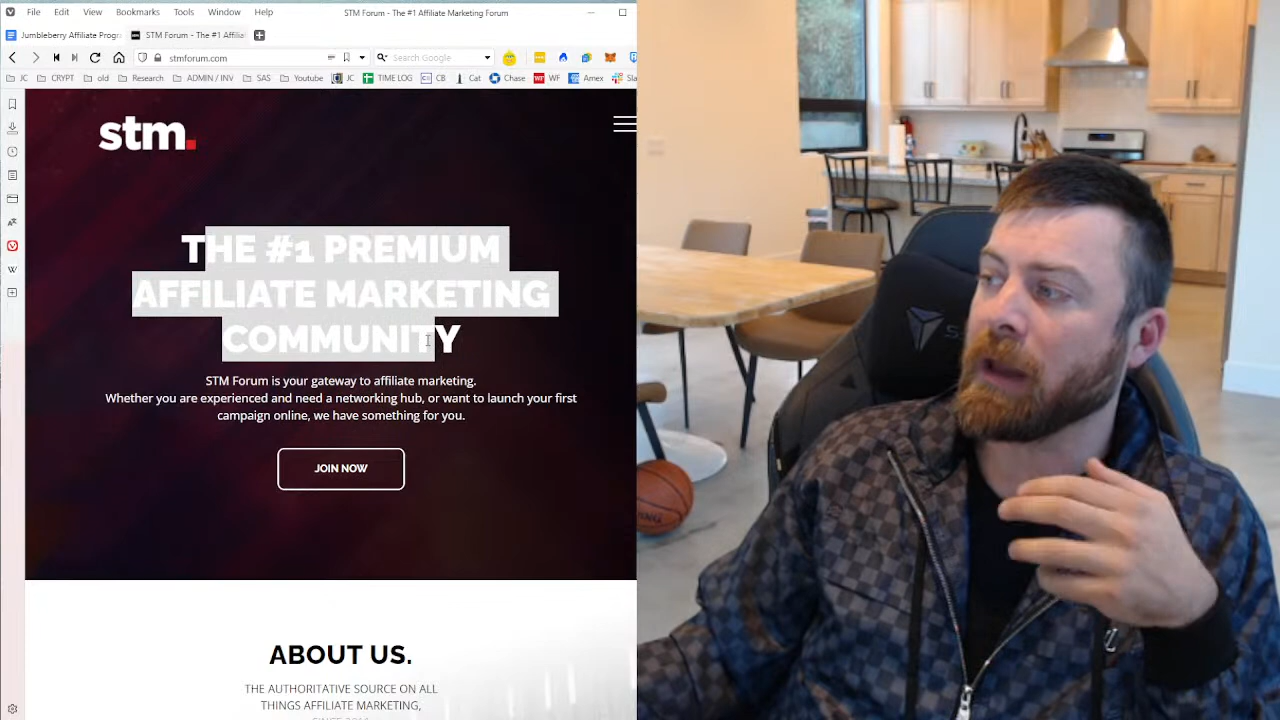 File Edit View Bookmarks Tools Window Help
STM Forum - The #1 Affiliate Marketing Forum
Jumbleberry Affiliate Progr
STM Forum - The #1 Affilia
stmforum.com
Search Google
JC CRYPT old Research ADMIN / INV SAS Youtube JC TIME LOG CB Cat Chase WF Amex Sla
stm.
THE #1 PREMIUM
AFFILIATE MARKETING
COMMUNITY
STM Forum is your gateway to affiliate marketing.
Whether you are experienced and need a networking hub, or want to launch your first
campaign online, we have something for you.
JOIN NOW
ABOUT US.
THE AUTHORITATIVE SOURCE ON ALL
THINGS AFFILIATE MARKETING,